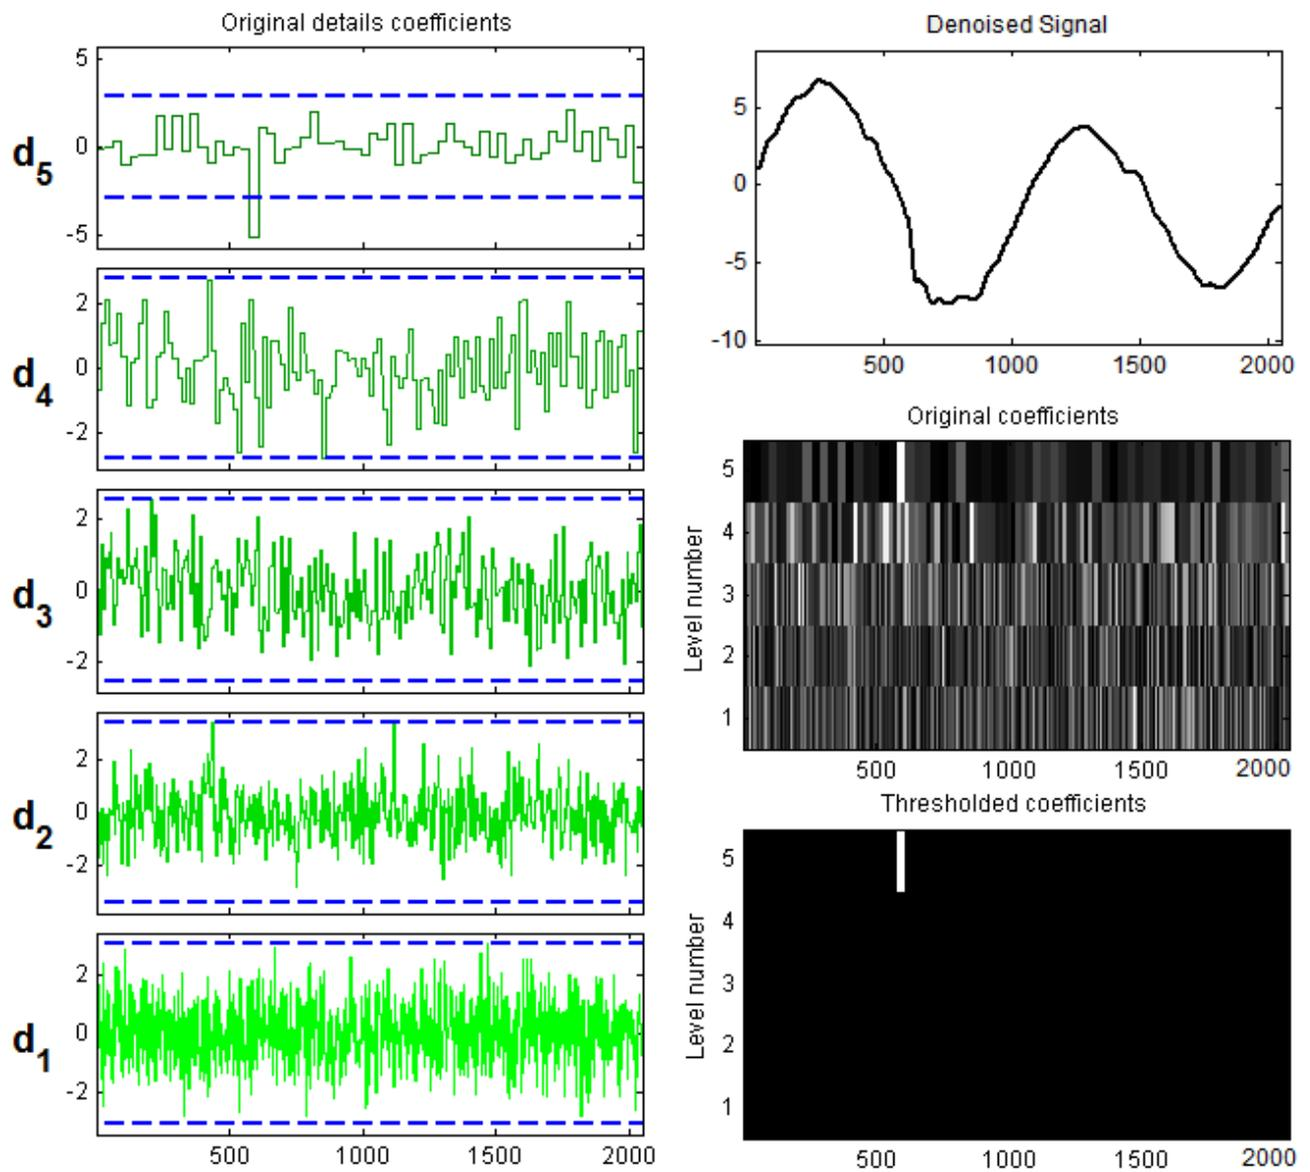 Original details coefficients
5
0
-5
d5
2
0
-2
d4
2
0
-2
d3
2
0
-2
d2
2
0
-2
d1
500 1000 1500 2000
Denoised Signal
5
0
-5
-10
500 1000 1500 2000
Original coefficients
Level number
5
4
3
2
1
500 1000 1500 2000
Thresholded coefficients
Level number
5
4
3
2
1
500 1000 1500 2000